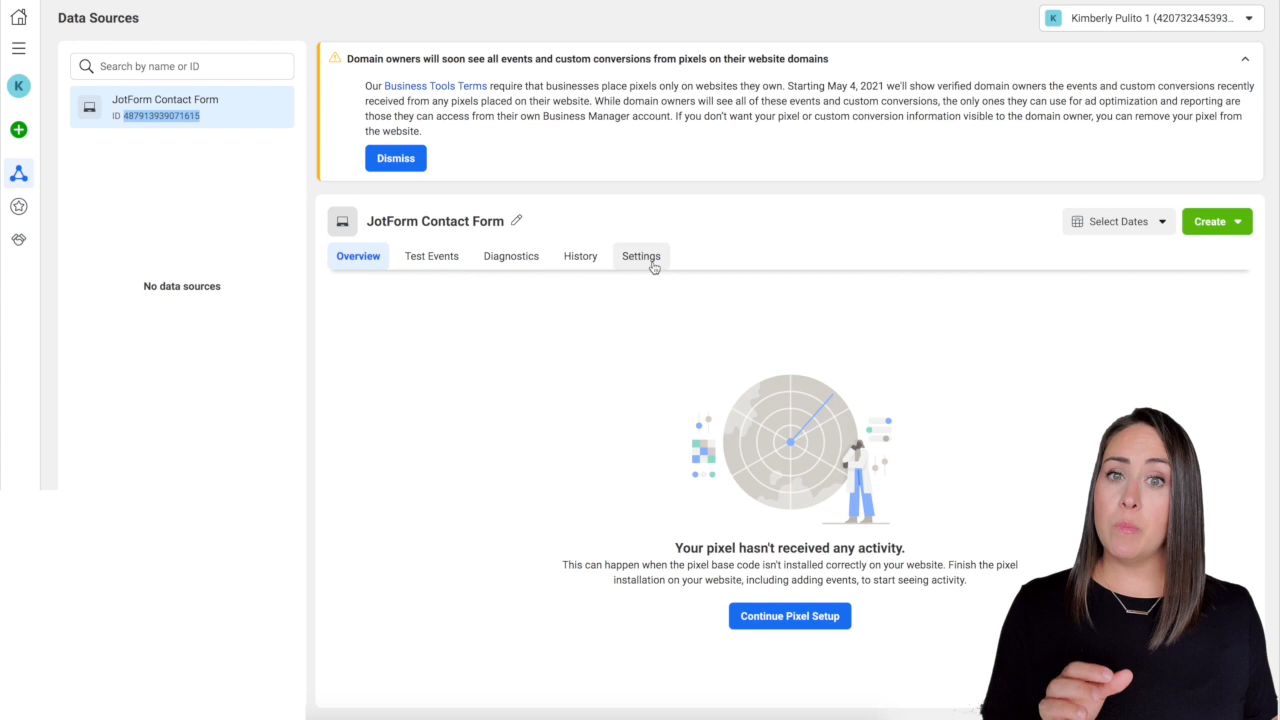 Data Sources
K
Kimberly Pulito 1 (420732345393...
Search by name or ID
K
JotForm Contact Form
ID 487913939071615
No data sources
Domain owners will soon see all events and custom conversions from pixels on their website domains
Our Business Tools Terms require that businesses place pixels only on websites they own. Starting May 4, 2021 we'll show verified domain owners the events and custom conversions recently
received from any pixels placed on their website. While domain owners will see all of these events and custom conversions, the only ones they can use for ad optimization and reporting are
those they can access from their own Business Manager account. If you don't want your pixel or custom conversion information visible to the domain owner, you can remove your pixel from
the website.
Dismiss
JotForm Contact Form
Select Dates
Create
Overview
Test Events
Diagnostics
History
Settings
Your pixel hasn't received any activity.
This can happen when the pixel base code isn't installed correctly on your website. Finish the pixel
installation on your website, including adding events, to start seeing activity.
Continue Pixel Setup